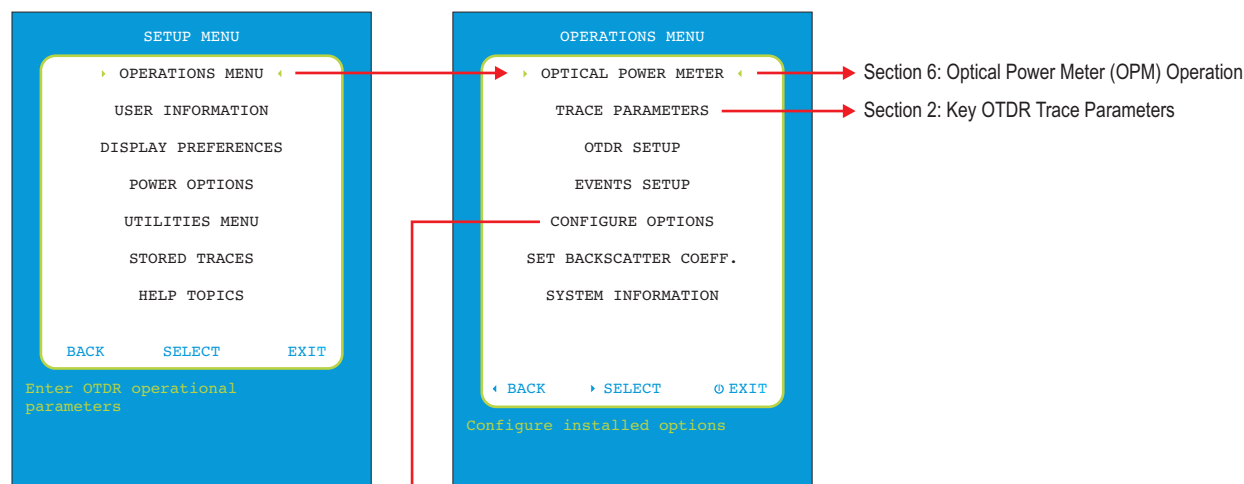 SETUP MENU
OPERATIONS MENU
USER INFORMATION
DISPLAY PREFERENCES
POWER OPTIONS
UTILITIES MENU
STORED TRACES
HELP TOPICS
BACK SELECT EXIT
Enter OTDR operational
parameters
OPERATIONS MENU
OPTICAL POWER METER
TRACE PARAMETERS
OTDR SETUP
EVENTS SETUP
CONFIGURE OPTIONS
SET BACKSCATTER COEFF.
SYSTEM INFORMATION
BACK SELECT EXIT
Configure installed options
Section 6: Optical Power Meter (OPM) Operation
Section 2: Key OTDR Trace Parameters